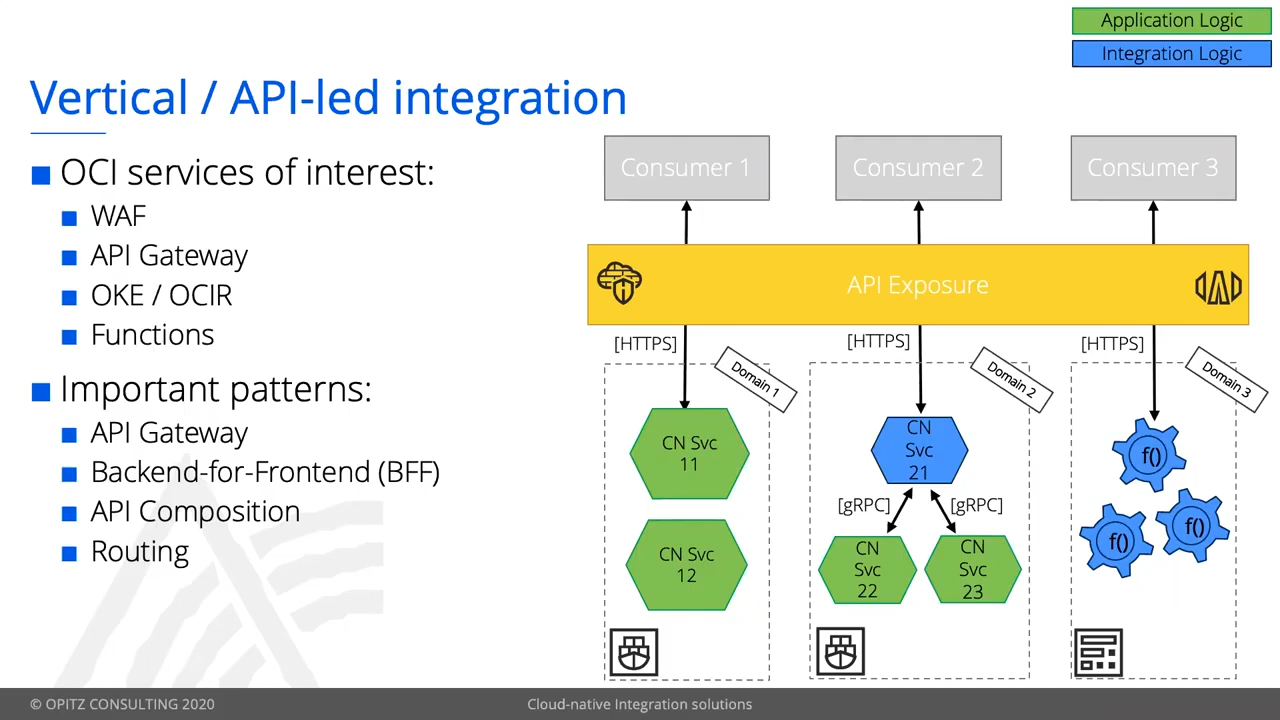 Application Logic
Integration Logic
Vertical / API-led integration
OCI services of interest:
WAF
API Gateway
OKE / OCIR
Functions
Important patterns:
API Gateway
Backend-for-Frontend (BFF)
API Composition
Routing
Consumer 1
Consumer 2
Consumer 3
API Exposure
[HTTPS]
[HTTPS]
[HTTPS]
Domain 1
Domain 2
Domain 3
CN Svc
11
CN Svc
12
CN
Svc
21
[gRPC]
[gRPC]
CN
Svc
22
CN
Svc
23
f()
f()
f()
© OPITZ CONSULTING 2020
Cloud-native Integration solutions